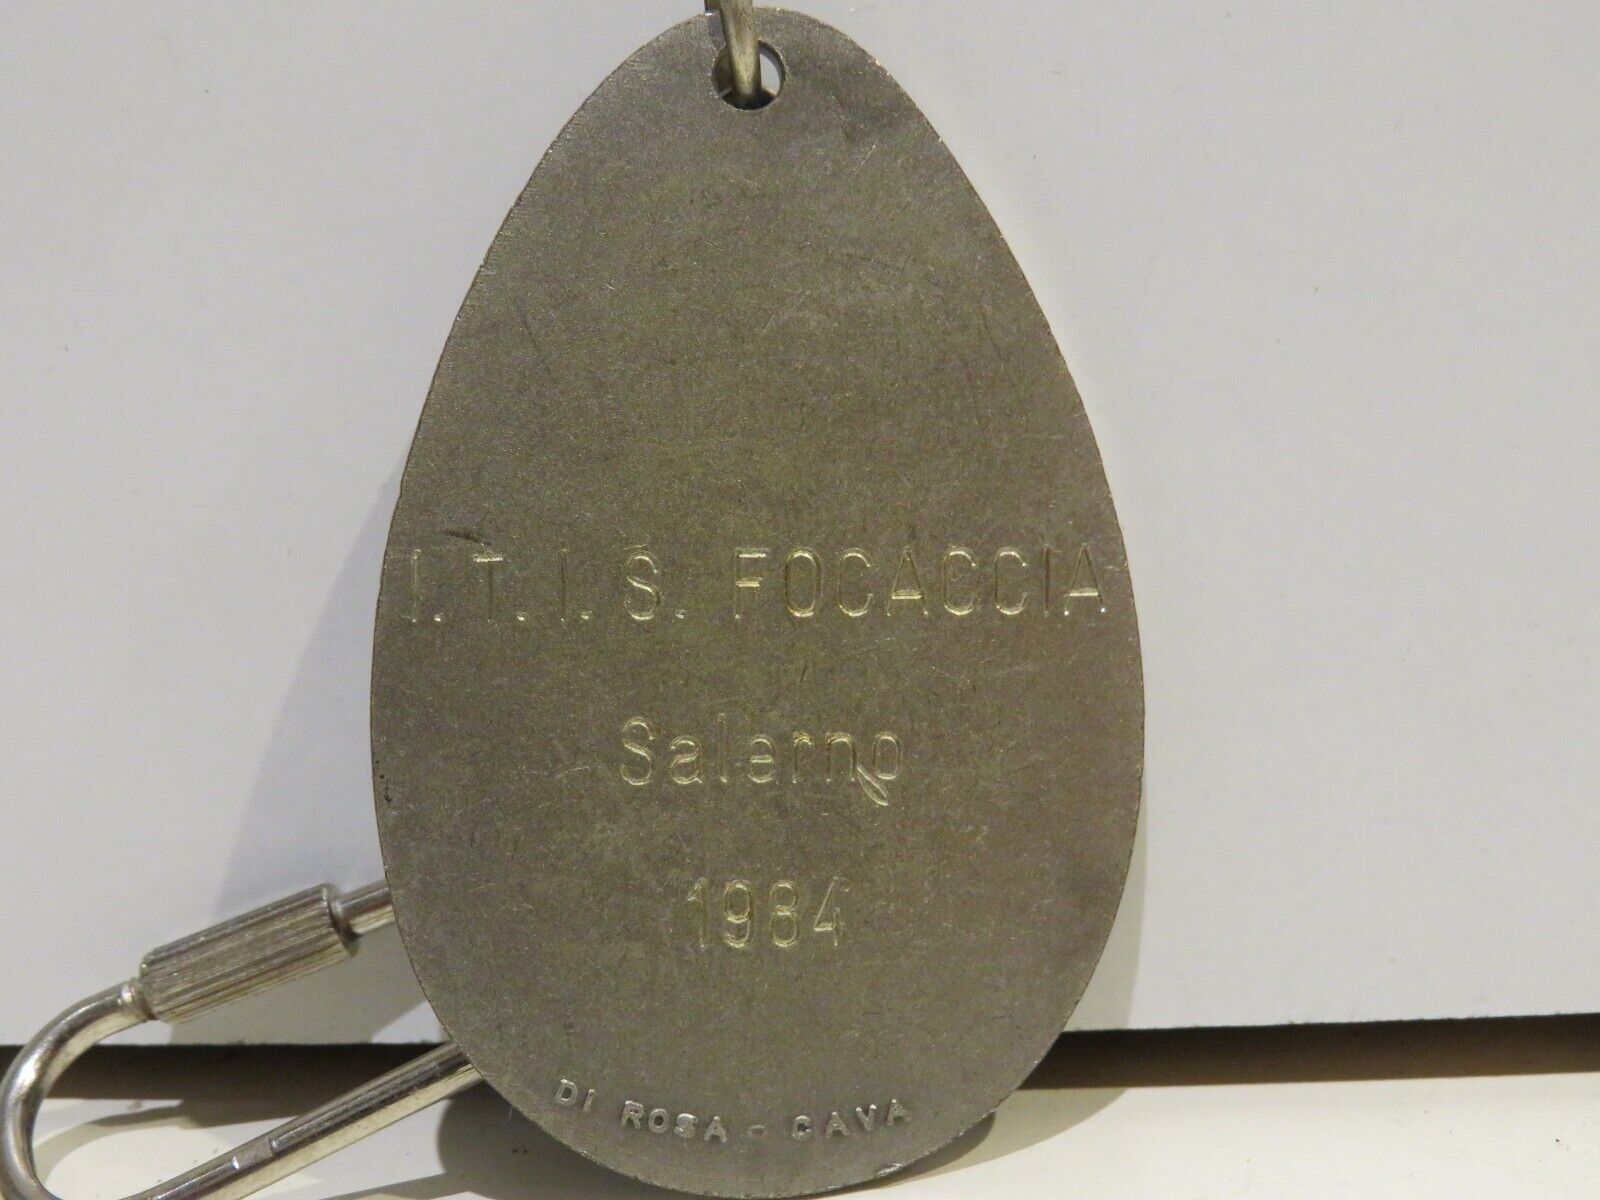 I.T.I.S. FOCACCIA
Salerno
1984
DI ROSA - CAVA